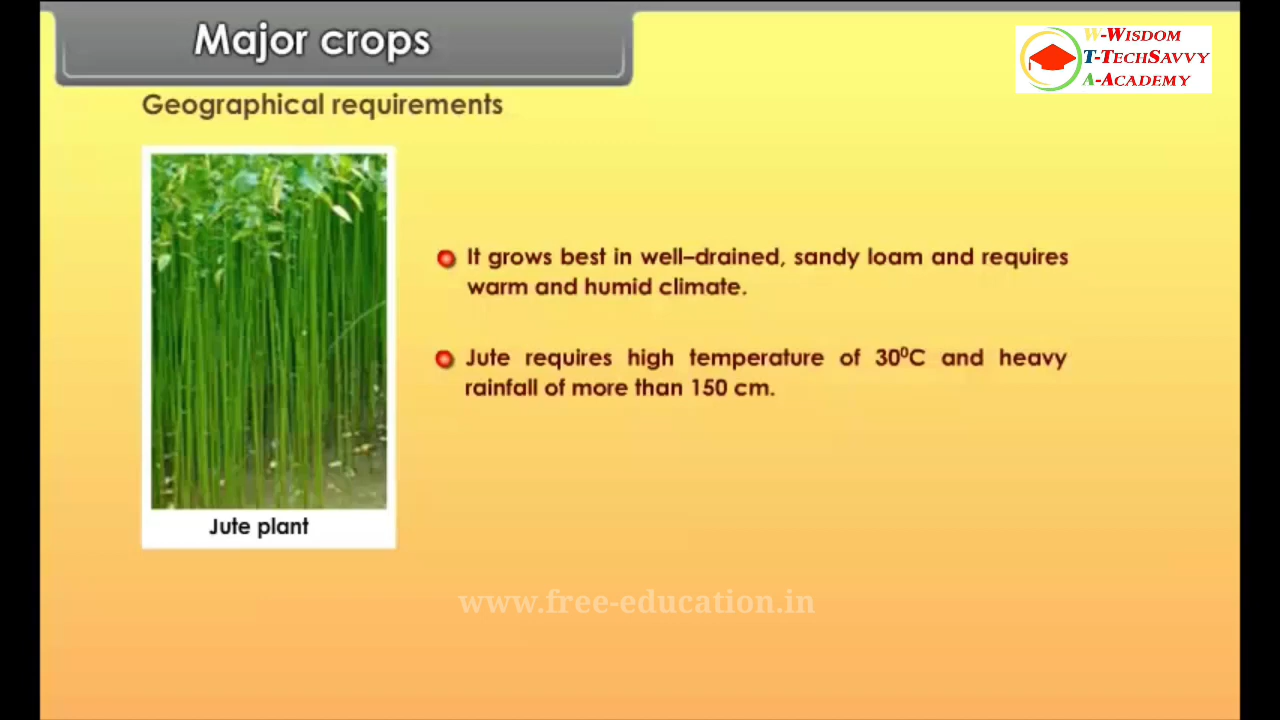 Major crops
W-Wisdom
T-TechSavvy
A-Academy
Geographical requirements
It grows best in well–drained, sandy loam and requires
warm and humid climate.
Jute requires high temperature of 30⁰C and heavy
rainfall of more than 150 cm.
Jute plant
www.free-education.in